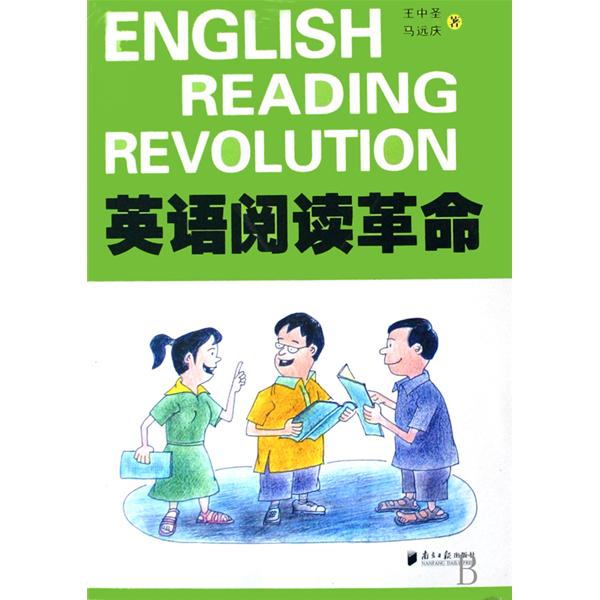 ENGLISH
READING
REVOLUTION
王中圣
马远庆
著
英语阅读革命
南方日报出版社
NANFANG DAILY PRESS
B